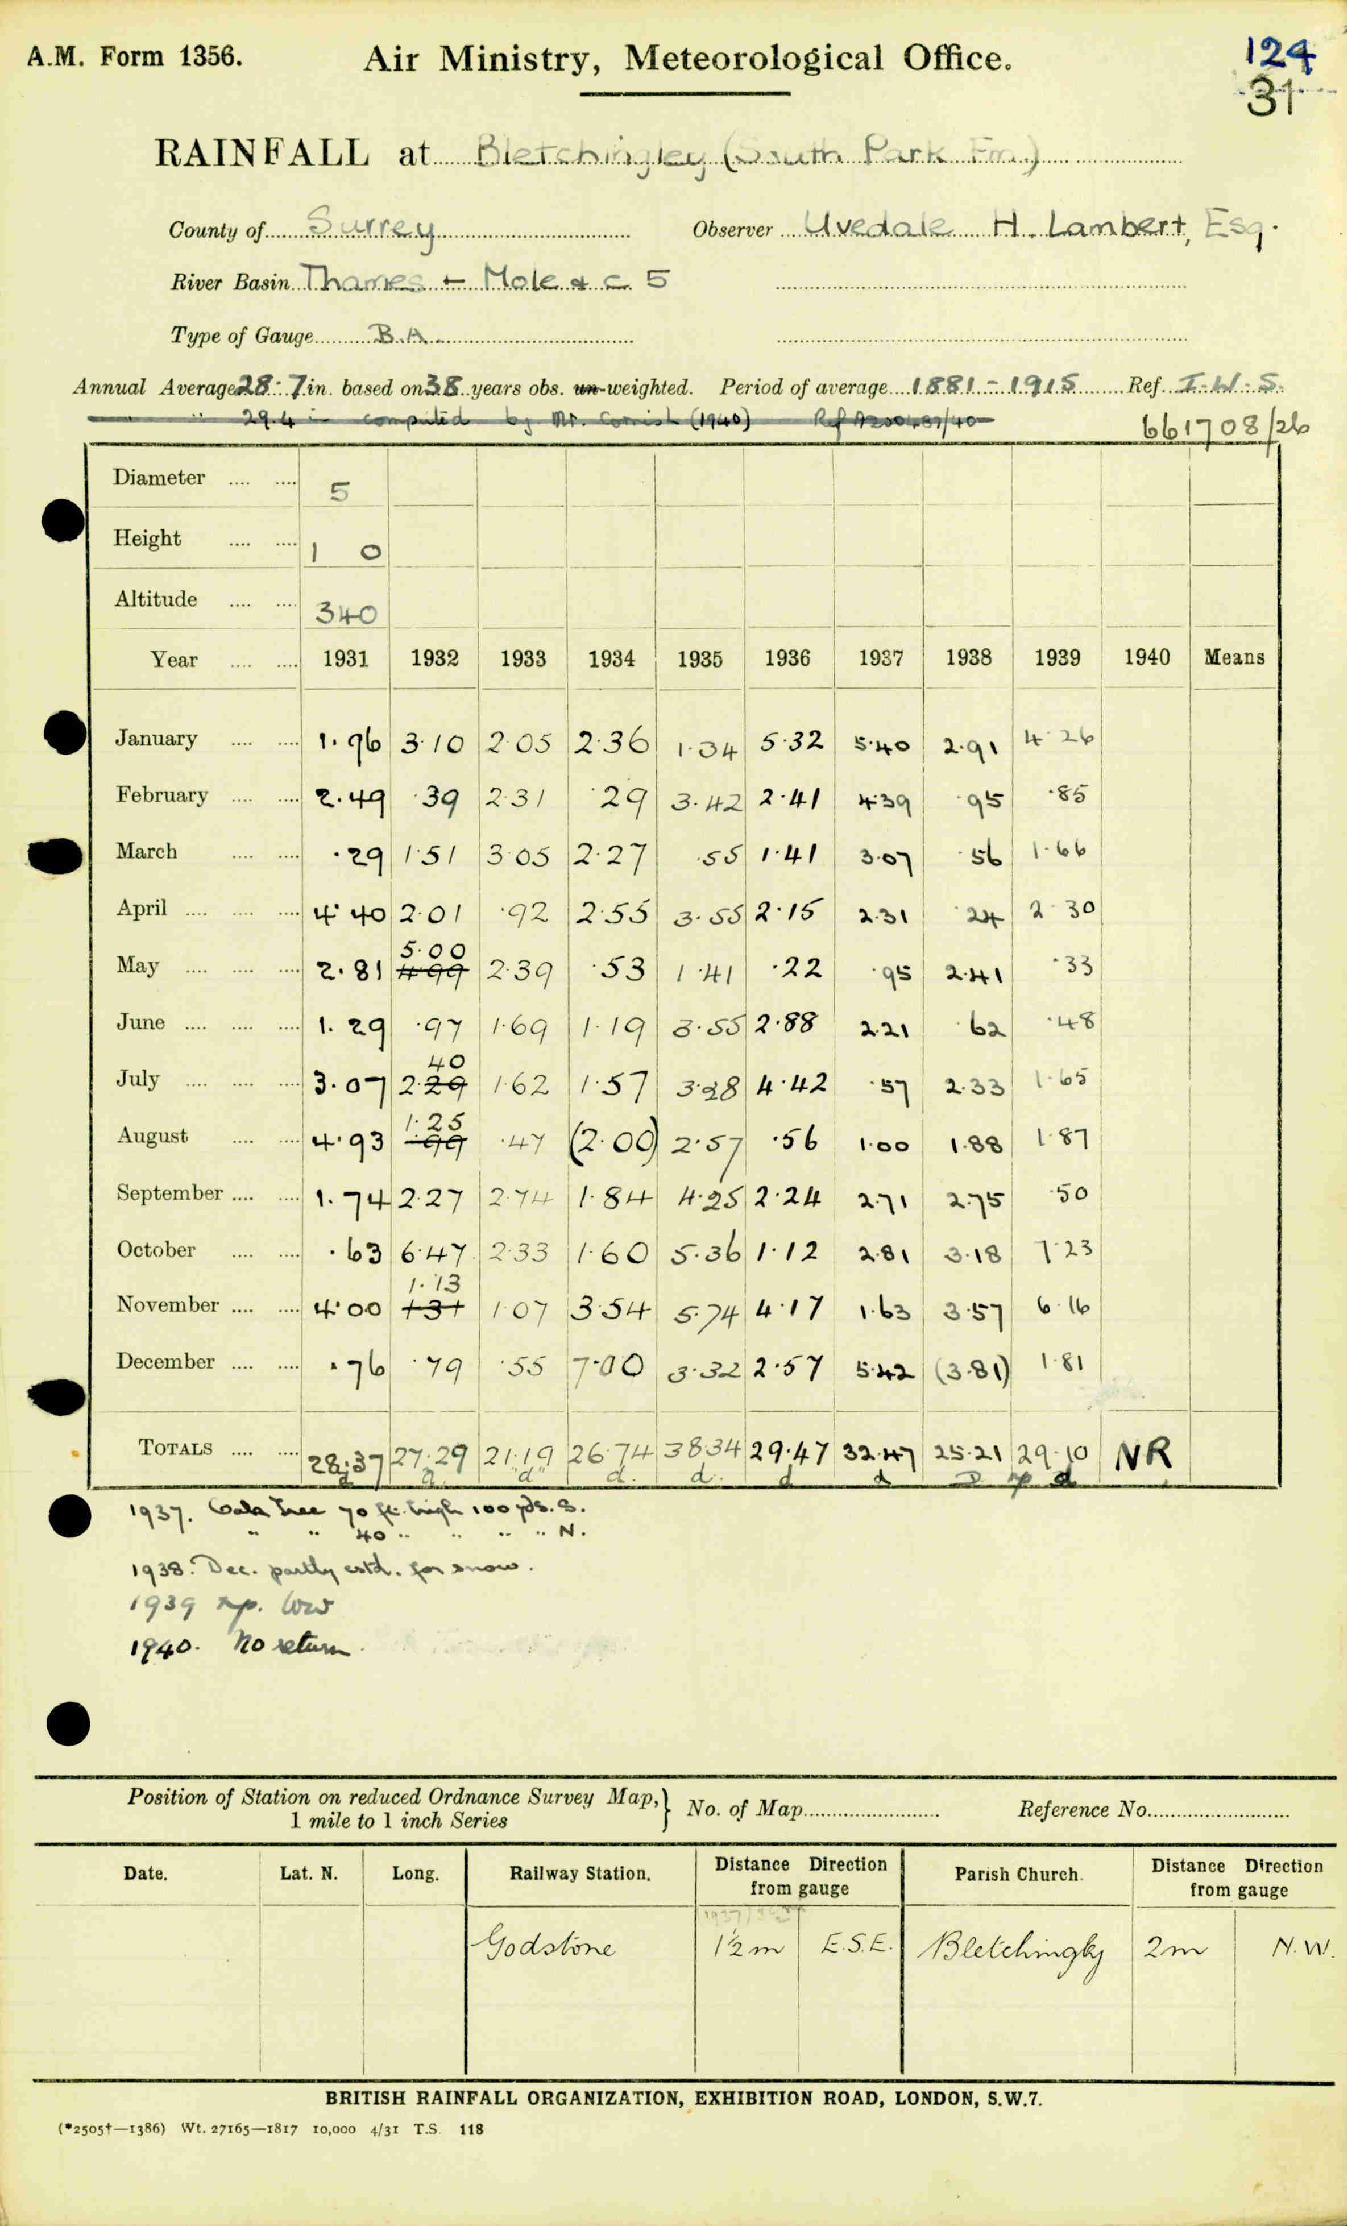 A.M. Form 1356. Air Ministry, Meteorological Office. 124
31
RAINFALL at Bletchingley (South Park Fm.)
County of Surrey Observer Uvedale H. Lambert, Esq.
River Basin Thames + Mole & c 5
Type of Gauge B.A.
Annual Average 28.7 in. based on 38 years obs. un-weighted. Period of average 1881-1915 Ref. I.W.S.
" " 29.4 in computed by Mr. Cornish (1940)
661708/26
Diameter 5
Height 1 0
Altitude 340
Year 1931 1932 1933 1934 1935 1936 1937 1938 1939 1940 Means
January 1.96 3.10 2.05 2.36 1.34 5.32 5.40 2.91 4.26
February 2.49 .39 2.31 .29 3.42 2.41 4.39 .95 .85
March .29 1.51 3.05 2.27 .55 1.41 3.07 .56 1.66
April 4.40 2.01 .92 2.55 3.55 2.15 2.31 .24 2.30
5.00
May 2.81 4.99 2.39 .53 1.41 .22 .95 2.41 .33
June 1.29 .97 1.69 1.19 3.55 2.88 2.21 .62 .48
40
July 3.07 2.29 1.62 1.57 3.28 4.42 .57 2.33 1.65
1.25
August 4.93 .99 .47 (2.00) 2.57 .56 1.00 1.88 1.87
September 1.74 2.27 2.74 1.84 4.25 2.24 2.71 2.75 .50
October .63 6.47 2.33 1.60 5.36 1.12 2.81 3.18 7.23
1.13
November 4.00 1.31 1.07 3.54 5.74 4.17 1.63 3.57 6.16
December .76 .79 .55 7.00 3.32 2.57 5.42 (3.81) 1.81
TOTALS 28.37 27.29 21.19 26.74 38.34 29.47 32.47 25.21 29.10 NR
d d "d" d. d. d d D np d
1937. Oak tree 70 ft. high 100 yds. S.
" " 40 " " " " N.
1938. Dec. partly estd. for snow.
1939 np. low
1940. No return
Position of Station on reduced Ordnance Survey Map, 1 mile to 1 inch Series } No. of Map Reference No.
Date. Lat. N. Long. Railway Station. Distance Direction from gauge Parish Church. Distance Direction from gauge
Godstone 1½m E.S.E. Bletchingley 2m N.W.
BRITISH RAINFALL ORGANIZATION, EXHIBITION ROAD, LONDON, S.W.7.
(*2505†—1386) Wt. 27165—1817 10,000 4/31 T.S. 118